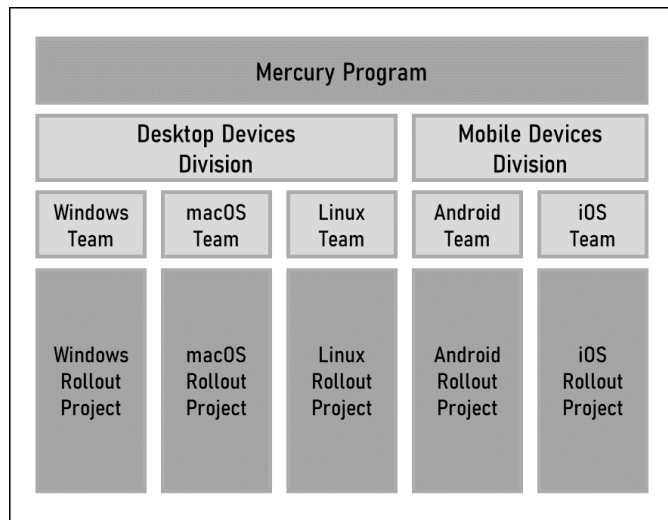 Mercury Program
Desktop Devices
Division
Mobile Devices
Division
Windows
Team
macOS
Team
Linux
Team
Android
Team
iOS
Team
Windows
Rollout
Project
macOS
Rollout
Project
Linux
Rollout
Project
Android
Rollout
Project
iOS
Rollout
Project